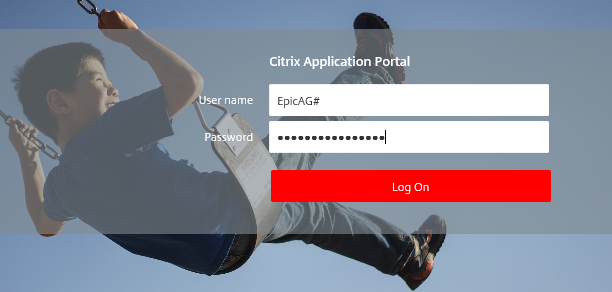 Citrix Application Portal
User name EpicAG#
Password ●●●●●●●●●●●●●●●●
Log On